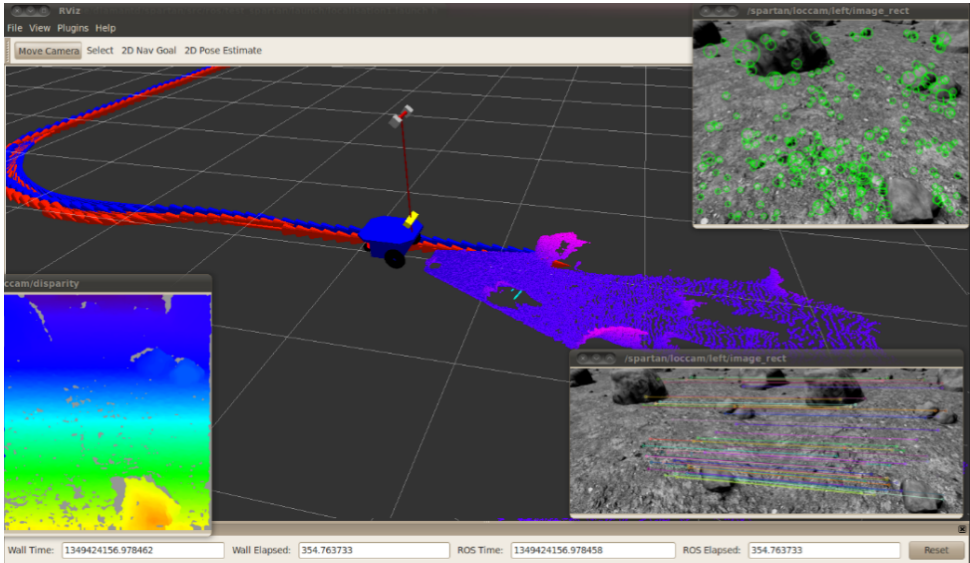 RViz
/spartan/loccam/left/image_rect
File View Plugins Help
Move Camera Select 2D Nav Goal 2D Pose Estimate
ccam/disparity
/spartan/loccam/left/image_rect
Wall Time: 1349424156.978462 Wall Elapsed: 354.763733 ROS Time: 1349424156.978458 ROS Elapsed: 354.763733 Reset